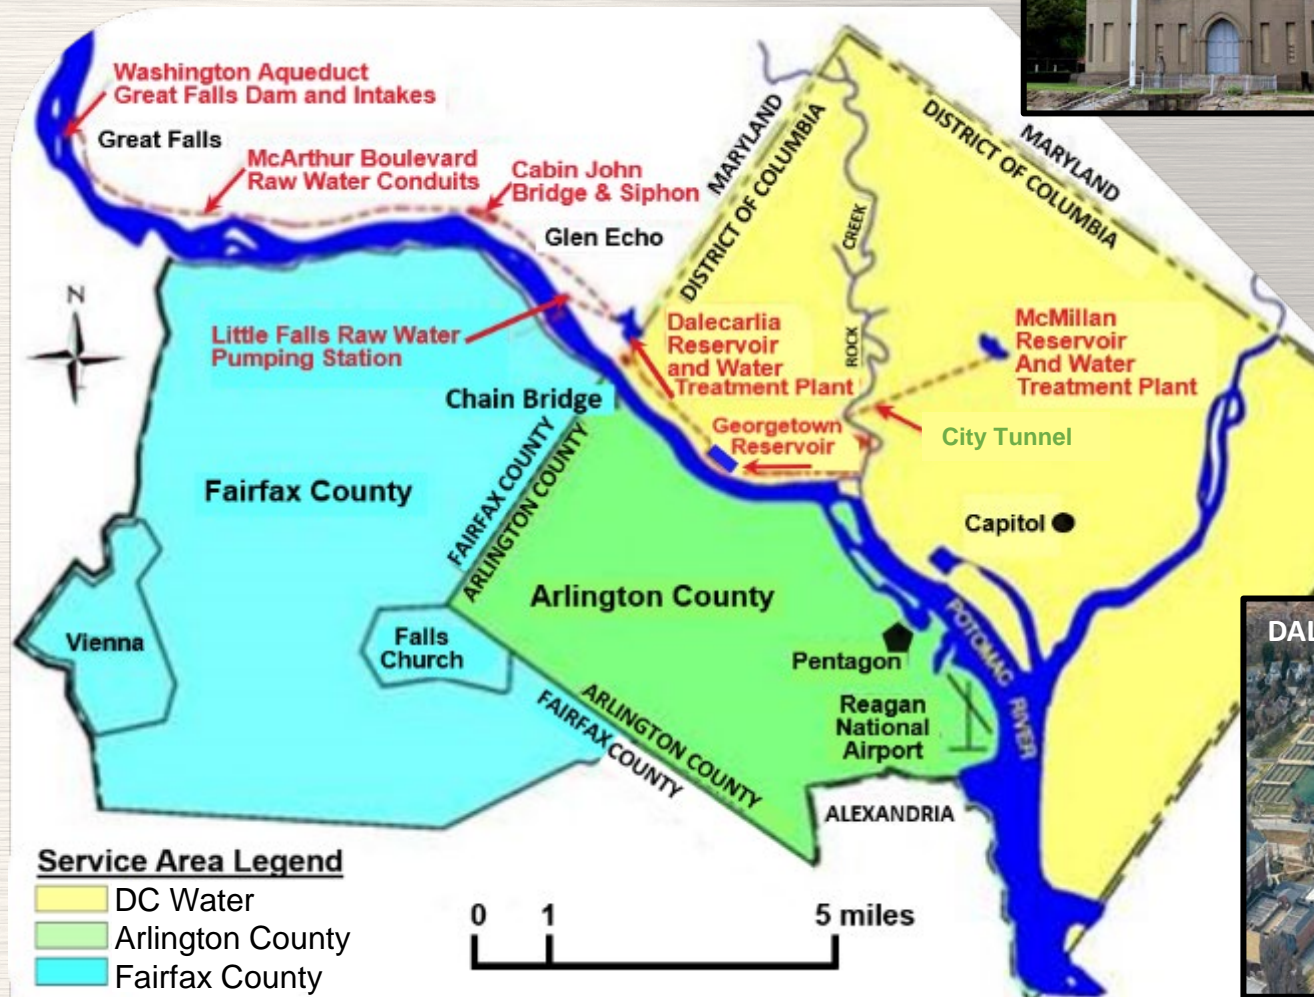 Washington Aqueduct
Great Falls Dam and Intakes
Great Falls
McArthur Boulevard
Raw Water Conduits
Cabin John
Bridge & Siphon
Glen Echo
MARYLAND
DISTRICT OF COLUMBIA
MARYLAND
DISTRICT OF COLUMBIA
CREEK
ROCK
N
Little Falls Raw Water
Pumping Station
Dalecarlia
Reservoir
and Water
Treatment Plant
McMillan
Reservoir
And Water
Treatment Plant
Chain Bridge
Georgetown
Reservoir
City Tunnel
Fairfax County
FAIRFAX COUNTY
ARLINGTON COUNTY
Capitol
Arlington County
Vienna
Falls
Church
Pentagon
POTOMAC
RIVER
Reagan
National
Airport
ARLINGTON COUNTY
FAIRFAX COUNTY
ALEXANDRIA
DAL
Service Area Legend
DC Water
Arlington County
Fairfax County
0 1 5 miles